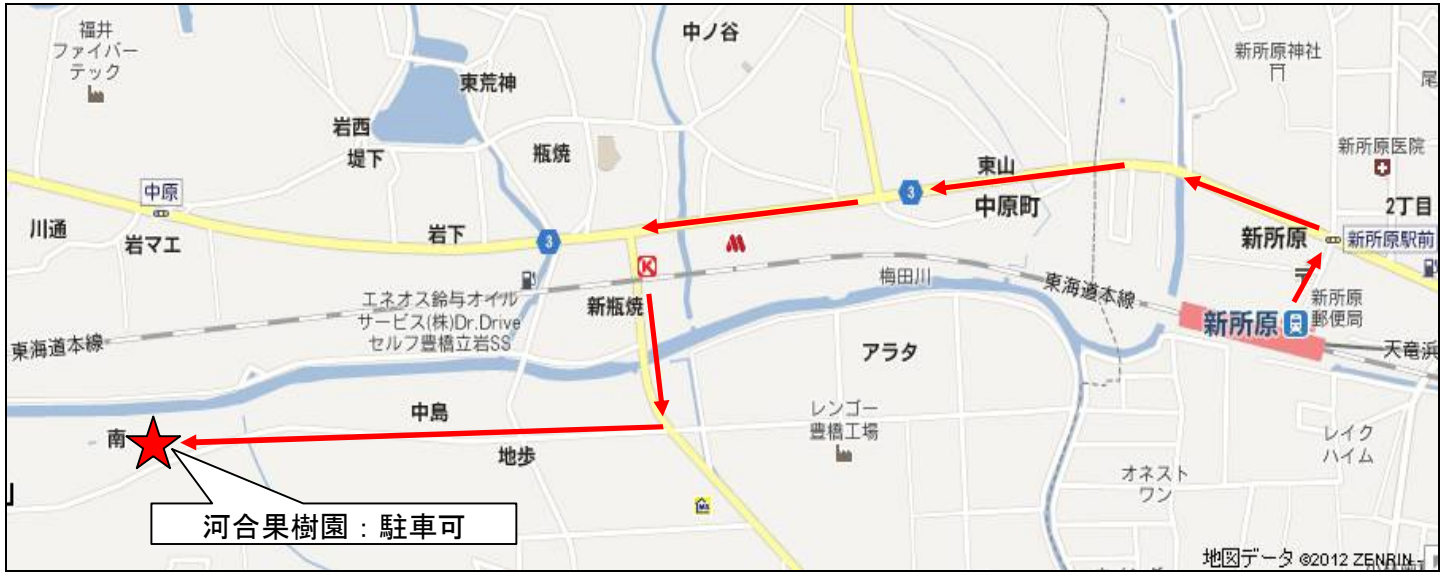 福井
ファイバー
テック
中ノ谷
新所原神社
尾
東荒神
岩西
堤下
瓶焼
新所原医院
東山
3
中原
中原町
2丁目
川通
岩マエ
岩下
3
新所原
新所原駅前
K
梅田川
東海道本線
エネオス鈴与オイル
サービス(株)Dr.Drive
セルフ豊橋立岩SS
新瓶焼
新所原
郵便局
新所原
東海道本線
天竜浜
アラタ
中島
レンゴー
豊橋工場
南
地歩
レイク
ハイム
オネスト
ワン
河合果樹園：駐車可
地図データ ©2012 ZENRIN -